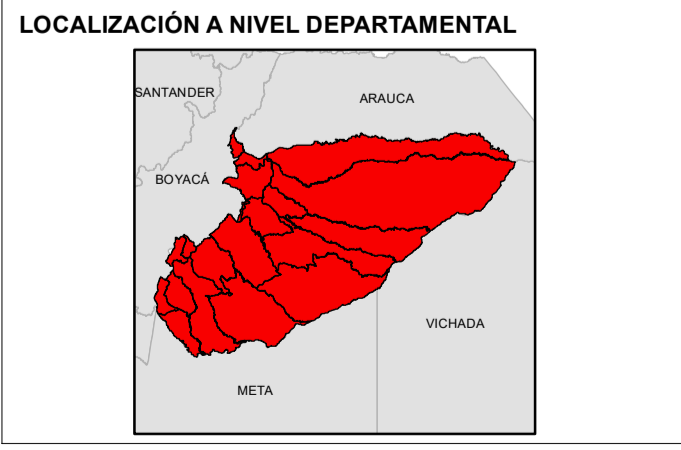 LOCALIZACIÓN A NIVEL DEPARTAMENTAL
SANTANDER
ARAUCA
BOYACÁ
VICHADA
META